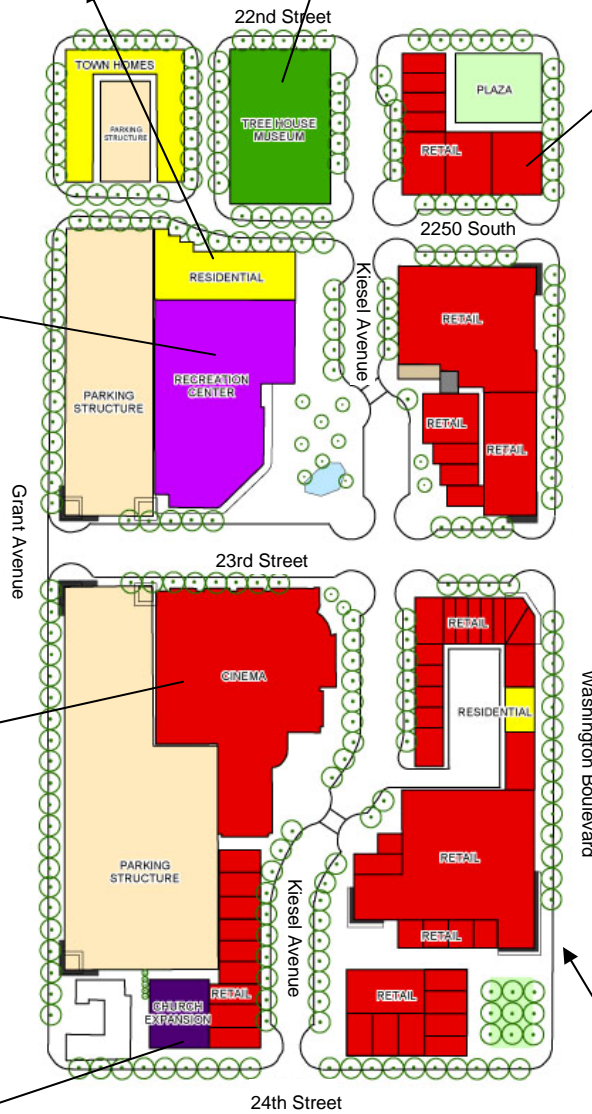 22nd Street
TOWN HOMES
PARKING
STRUCTURE
TREE HOUSE
MUSEUM
PLAZA
RETAIL
2250 South
RESIDENTIAL
Kiesel Avenue
RETAIL
RECREATION
CENTER
PARKING
STRUCTURE
RETAIL
RETAIL
Grant Avenue
23rd Street
RETAIL
CINEMA
RESIDENTIAL
Washington Boulevard
PARKING
STRUCTURE
RETAIL
Kiesel Avenue
RETAIL
RETAIL
RETAIL
CHURCH
EXPANSION
24th Street